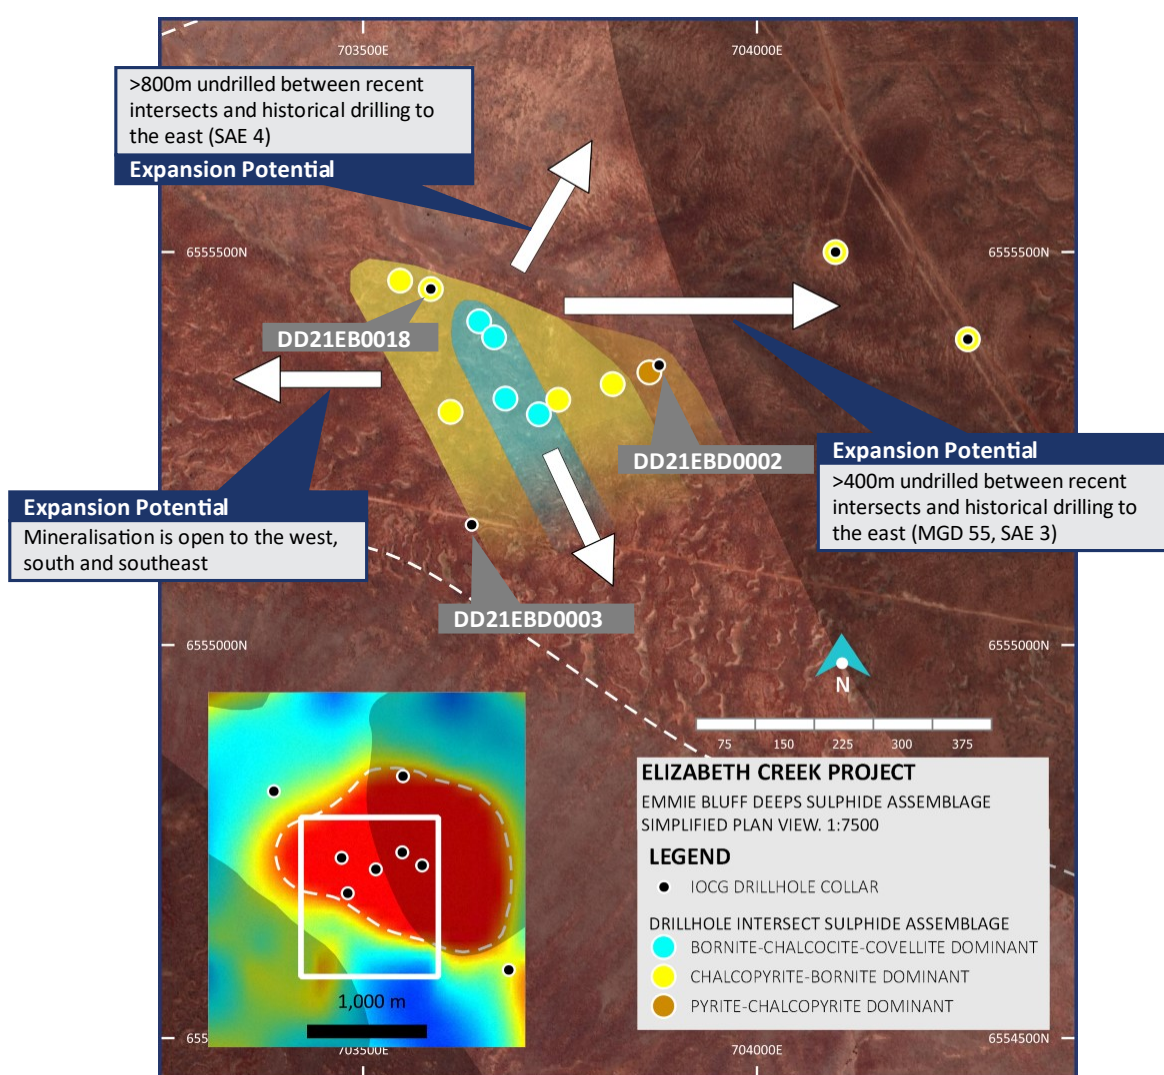 703500E
704000E
>800m undrilled between recent
intersects and historical drilling to
the east (SAE 4)
Expansion Potential
6555500N
6555500N
DD21EB0018
DD21EBD0002
Expansion Potential
>400m undrilled between recent
intersects and historical drilling to
the east (MGD 55, SAE 3)
Expansion Potential
Mineralisation is open to the west,
south and southeast
DD21EBD0003
6555000N
6555000N
N
75 150 225 300 375
ELIZABETH CREEK PROJECT
EMMIE BLUFF DEEPS SULPHIDE ASSEMBLAGE
SIMPLIFIED PLAN VIEW. 1:7500
LEGEND
IOCG DRILLHOLE COLLAR
DRILLHOLE INTERSECT SULPHIDE ASSEMBLAGE
BORNITE-CHALCOCITE-COVELLITE DOMINANT
CHALCOPYRITE-BORNITE DOMINANT
PYRITE-CHALCOPYRITE DOMINANT
1,000 m
6554500N
703500E
704000E